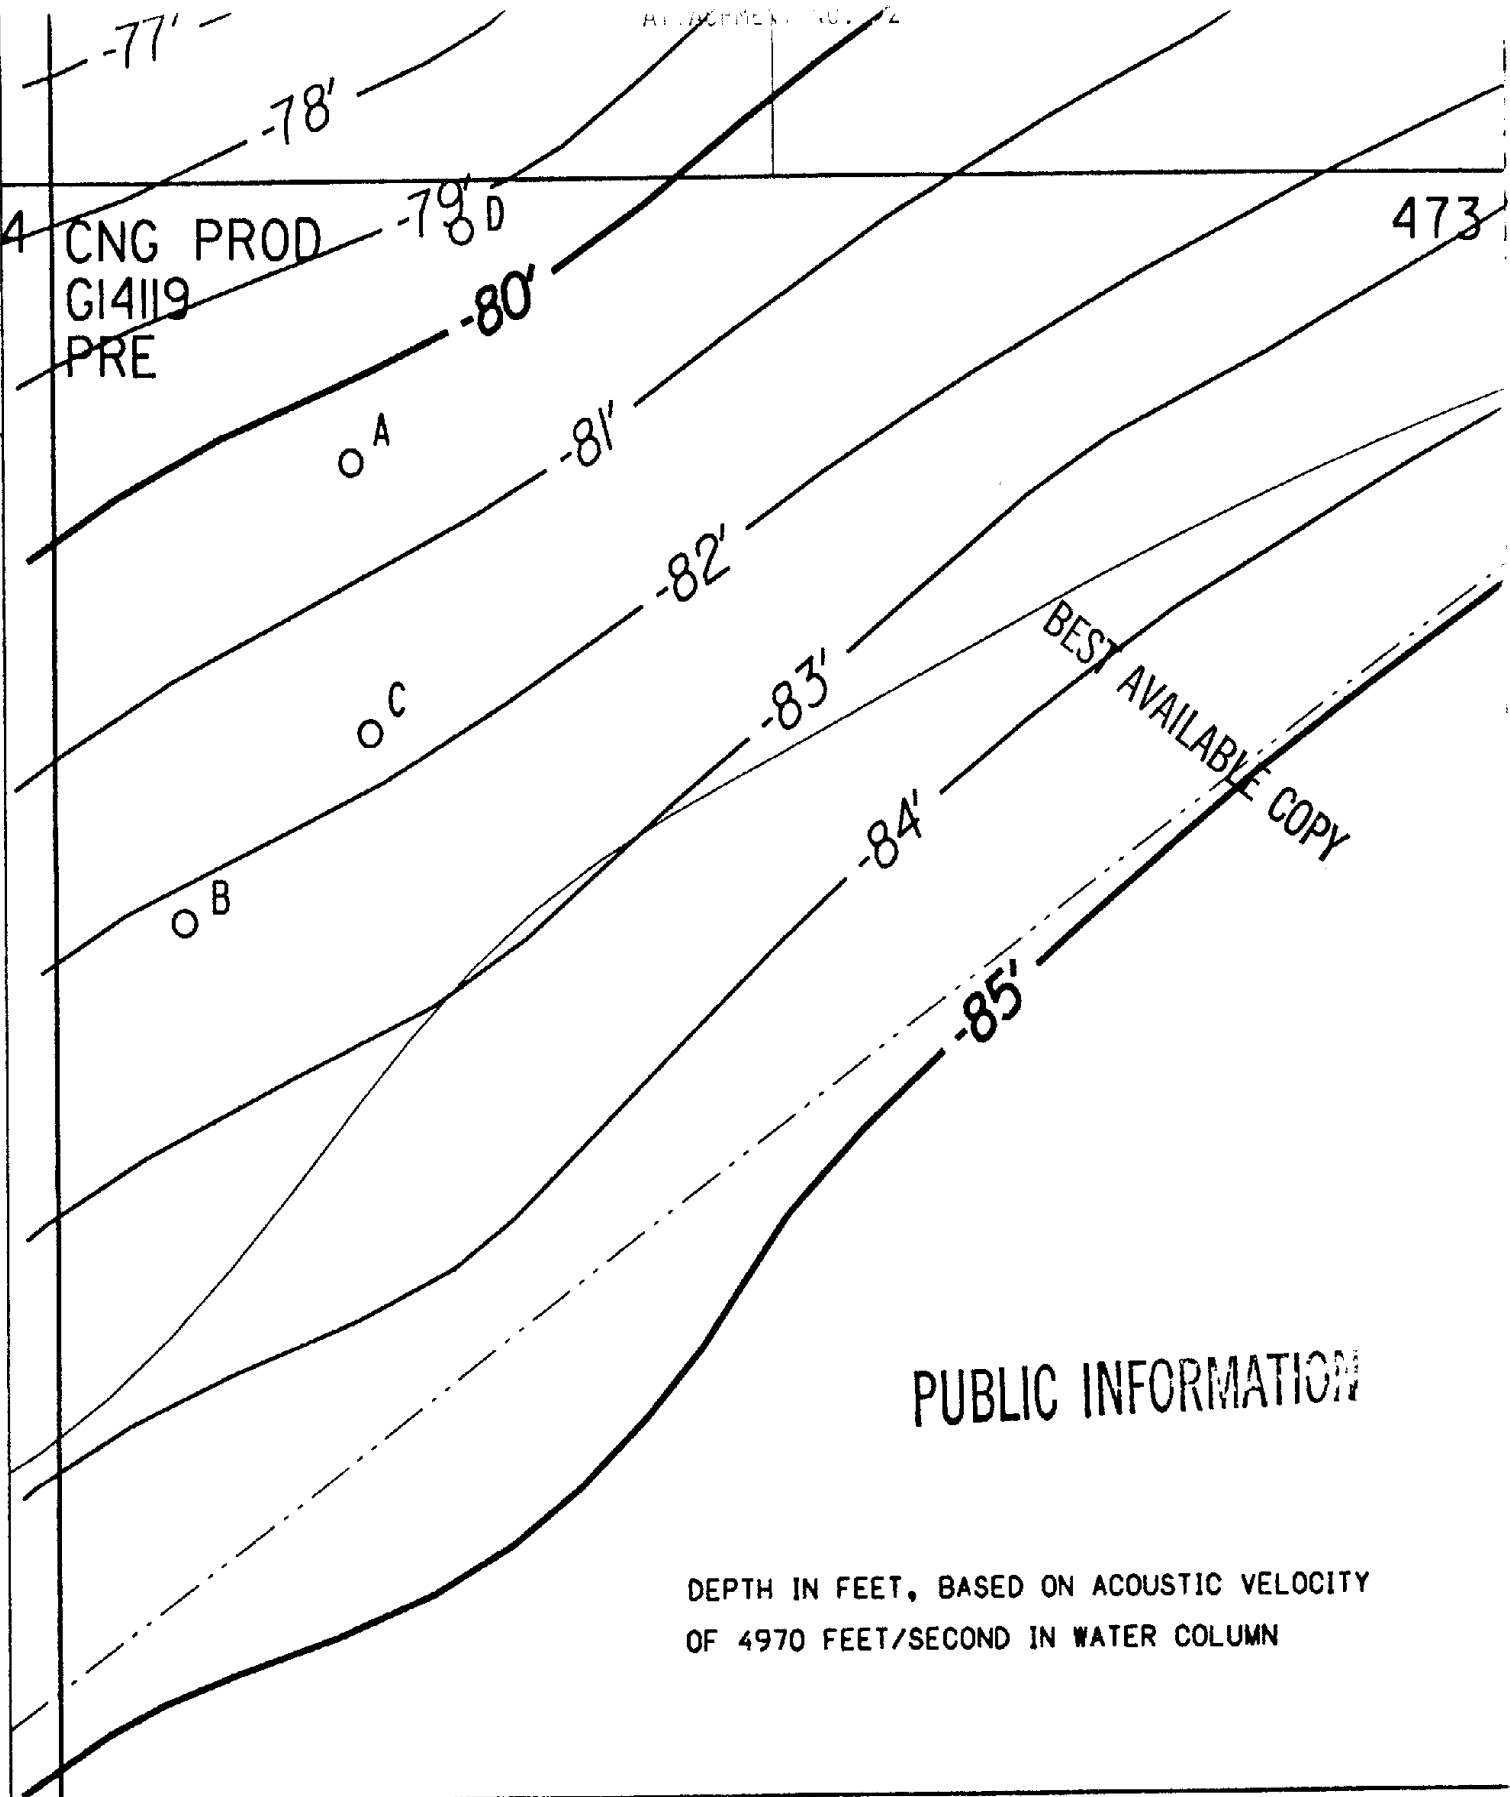 -77'
-78'
-79'
D
4
CNG PROD
473
G14119
-80'
PRE
A
-81'
-82'
BEST AVAILABLE COPY
-83'
C
-84'
B
-85'
PUBLIC INFORMATION
DEPTH IN FEET, BASED ON ACOUSTIC VELOCITY
OF 4970 FEET/SECOND IN WATER COLUMN